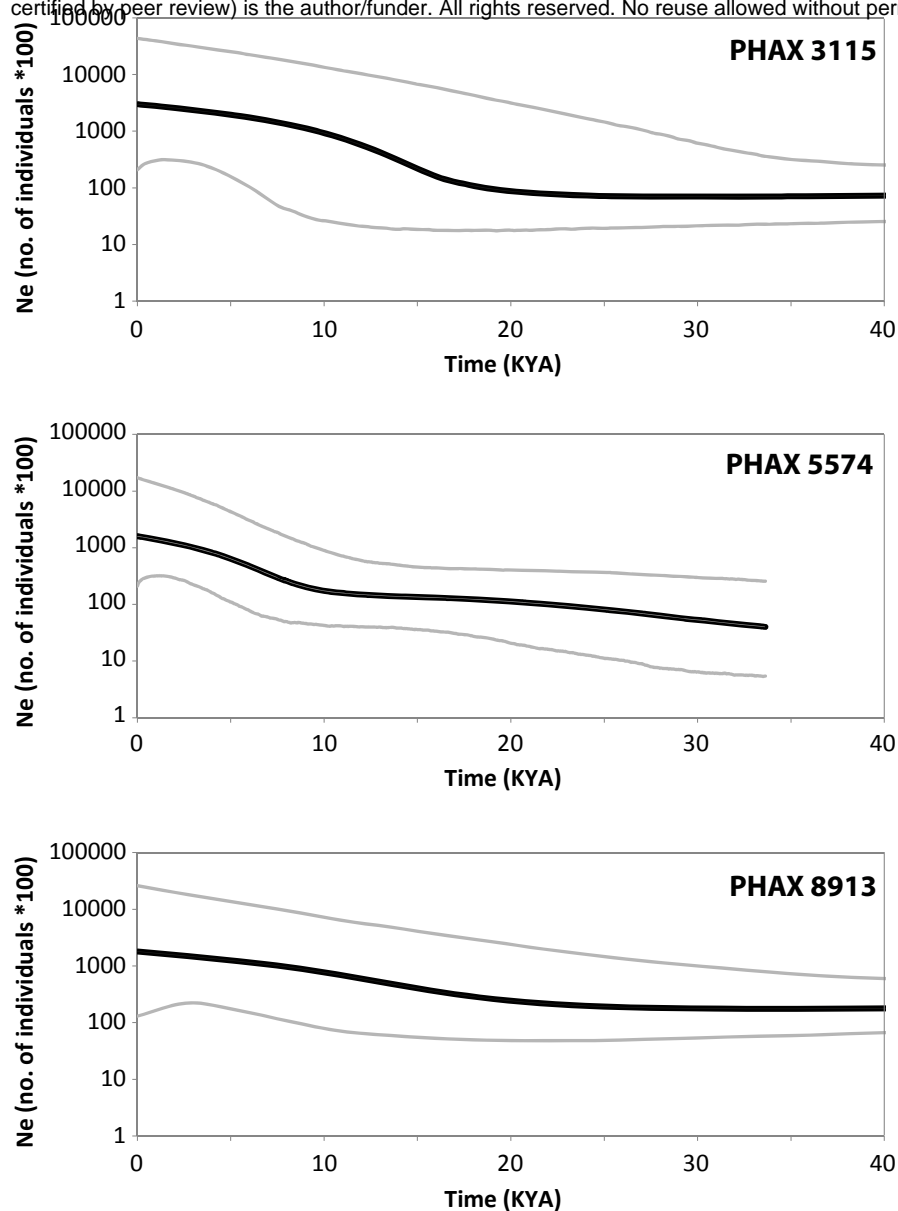 certified by peer review) is the author/funder. All rights reserved. No reuse allowed without
100000
PHAX 3115
10000
1000
100
10
1
Ne (no. of individuals *100)
0 10 20 30 40
Time (KYA)
100000
PHAX 5574
10000
1000
100
10
1
Ne (no. of individuals *100)
0 10 20 30 40
Time (KYA)
100000
PHAX 8913
10000
1000
100
10
1
Ne (no. of individuals *100)
0 10 20 30 40
Time (KYA)